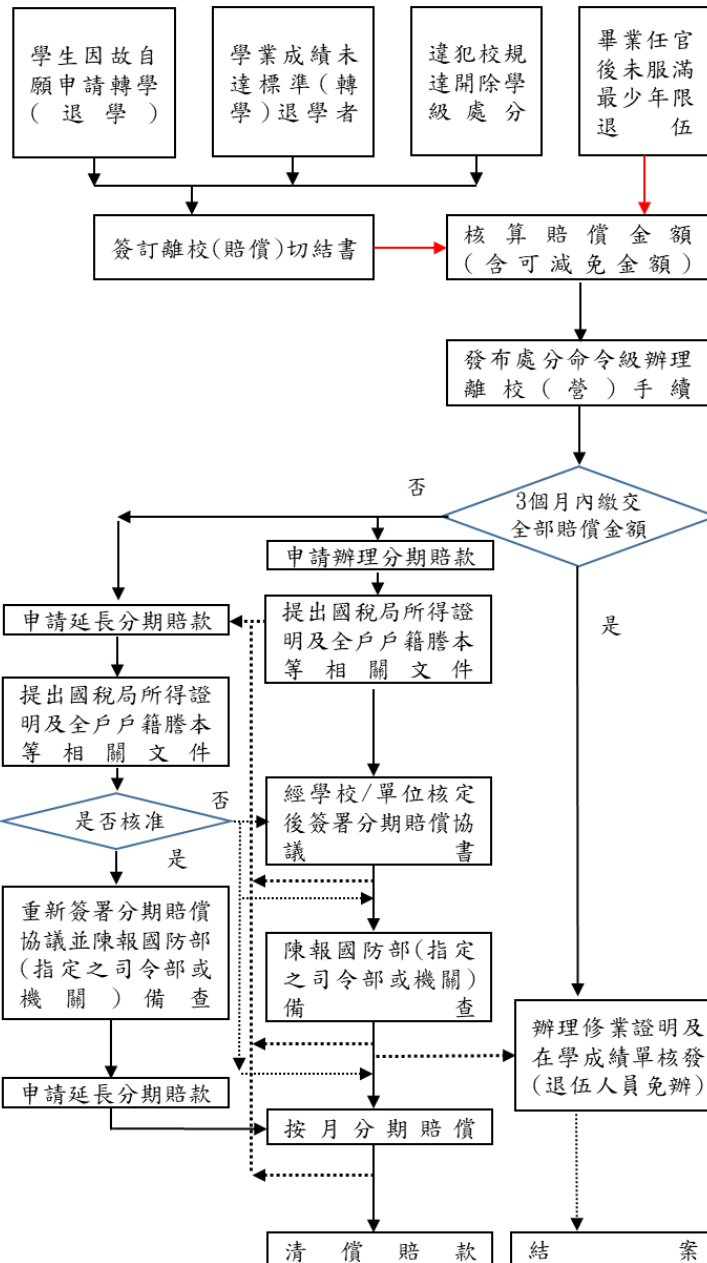 學生因故自
願申請轉學
(退學)
學業成績未
達標準(轉
學)退學者
違犯校規
達開除學
級處分
畢業任官
後未服滿
最少年限
退伍
簽訂離校(賠償)切結書
核算賠償金額
(含可減免金額)
發布處分命令級辦理
離校(營)手續
3個月內繳交
全部賠償金額
否
是
申請辦理分期賠款
提出國稅局所得證
明及全戶戶籍謄本
等相關文件
申請延長分期賠款
提出國稅局所得證
明及全戶戶籍謄本
等相關文件
是否核准
否
是
經學校/單位核定
後簽署分期賠償協
議書
重新簽署分期賠償
協議並陳報國防部
(指定之司令部或
機關)備查
陳報國防部(指定
之司令部或機關)
備查
辦理修業證明及
在學成績單核發
(退伍人員免辦)
申請延長分期賠款
按月分期賠償
清償賠款
結案